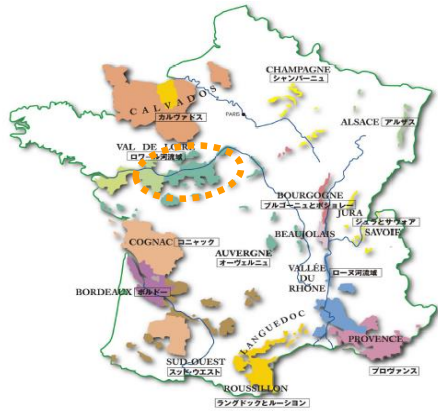 CHAMPAGNE
シャンパーニュ
CALVADOS
カルヴァドス
PARIS
ALSACE アルザス
VAL DE LOIRE
ロワール河流域
BOURGOGNE
ブルゴーニュとボジョレー
JURA
ジュラとサヴォア
SAVOIE
BEAUJOLAIS
COGNAC コニャック
AUVERGNE
オーヴェルニュ
VALLÉE
DU
RHÔNE
ローヌ河流域
BORDEAUX ボルドー
LANGUEDOC
PROVENCE
プロヴァンス
SUD-OUEST
スッド・ウエスト
ROUSSILLON
ラングドックとルーション